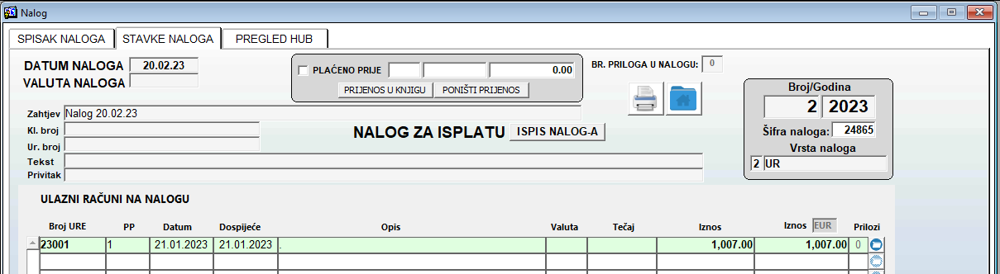 Nalog
SPISAK NALOGA STAVKE NALOGA PREGLED HUB
DATUM NALOGA 20.02.23
VALUTA NALOGA
PLAĆENO PRIJE 0.00
PRIJENOS U KNJIGU PONIŠTI PRIJENOS
BR. PRILOGA U NALOGU: 0
Broj/Godina
2 2023
Šifra naloga: 24865
Vrsta naloga
2 UR
Zahtjev Nalog 20.02.23
Kl. broj
Ur. broj
NALOG ZA ISPLATU ISPIS NALOG-A
Tekst
Privitak
ULAZNI RAČUNI NA NALOGU
Broj URE PP Datum Dospijeće Opis Valuta Tečaj Iznos Iznos EUR Prilozi
23001 1 21.01.2023 21.01.2023 . 1,007.00 1,007.00 0